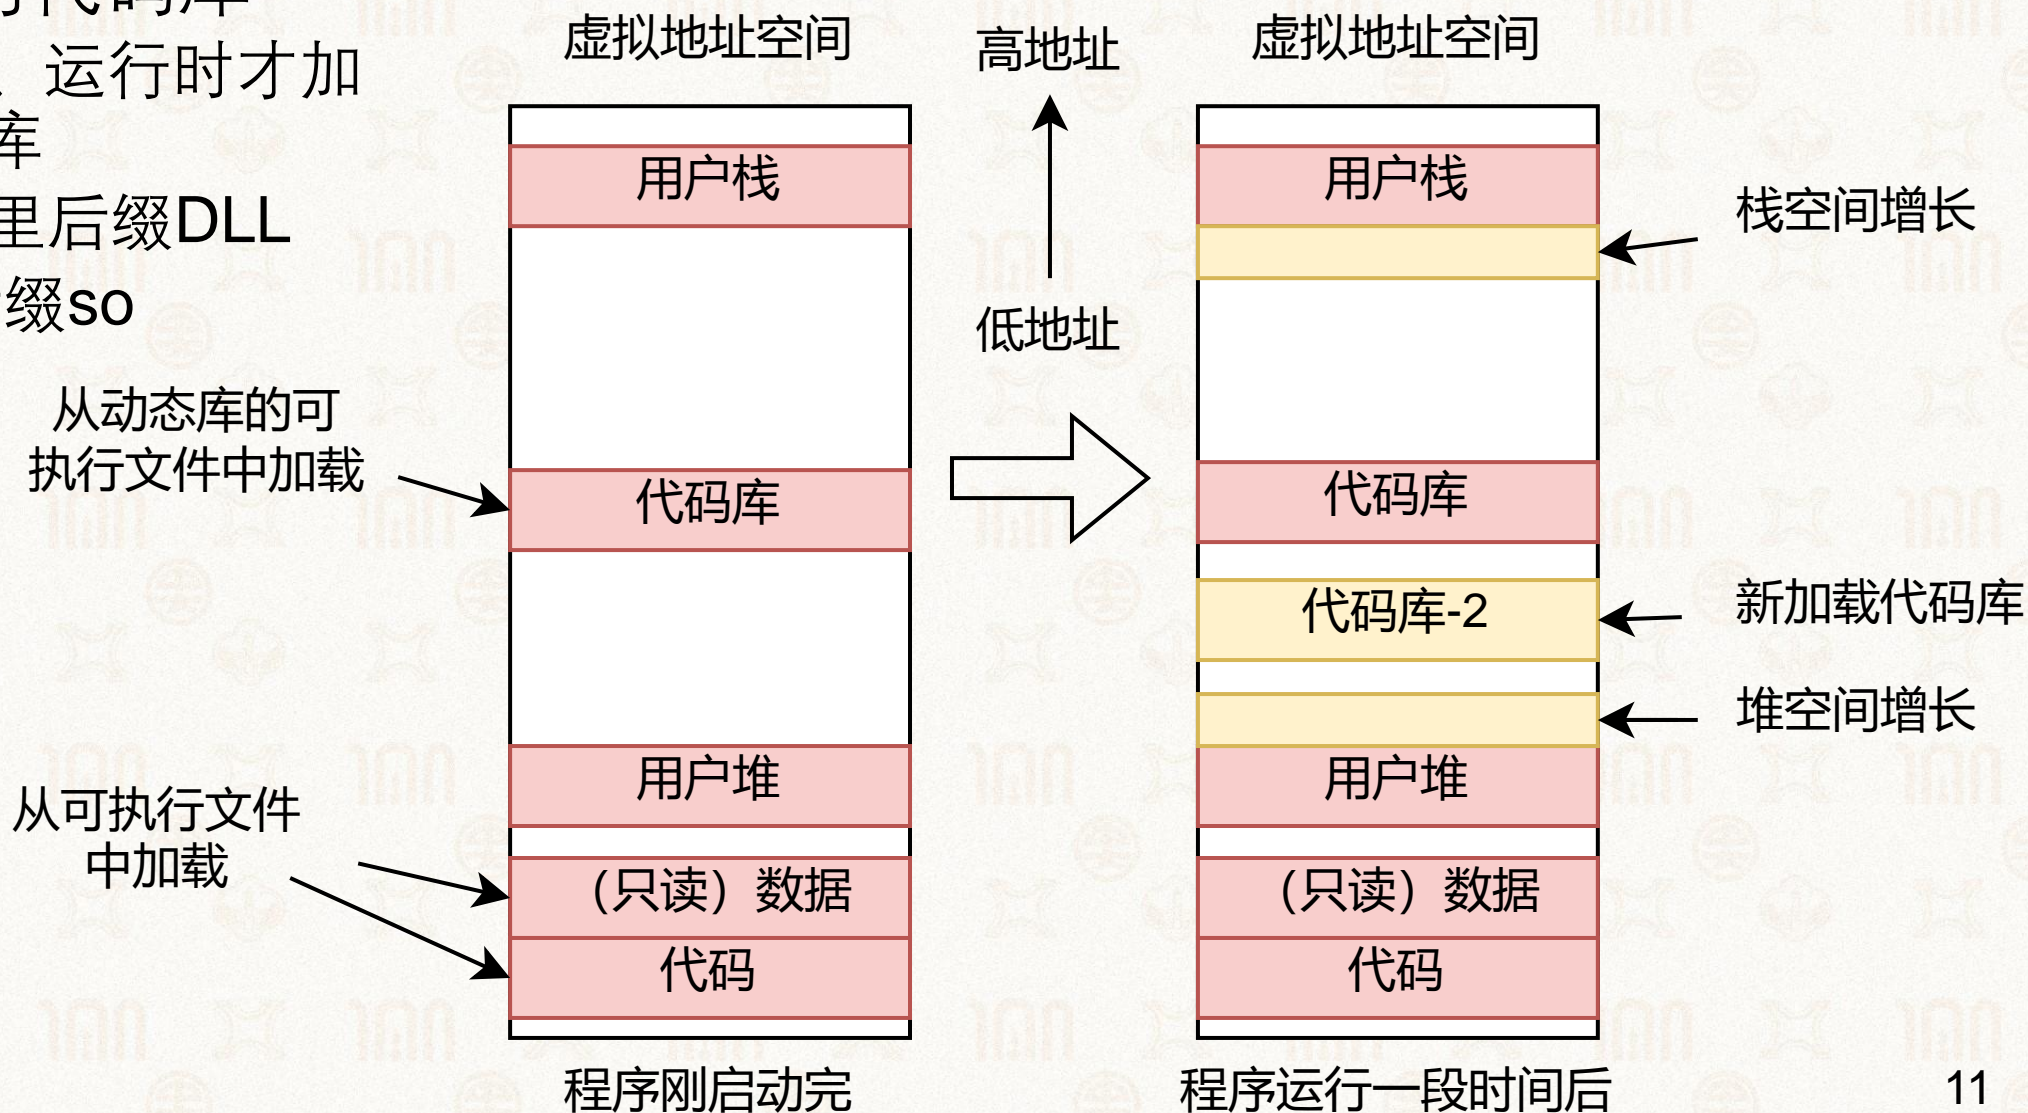 代码库
运行时才加
库
里后缀DLL
缀so
虚拟地址空间
高地址
虚拟地址空间
用户栈
用户栈
栈空间增长
低地址
从动态库的可
执行文件中加载
代码库
代码库
代码库-2
新加载代码库
堆空间增长
用户堆
用户堆
从可执行文件
中加载
（只读）数据
（只读）数据
代码
代码
程序刚启动完
程序运行一段时间后
11